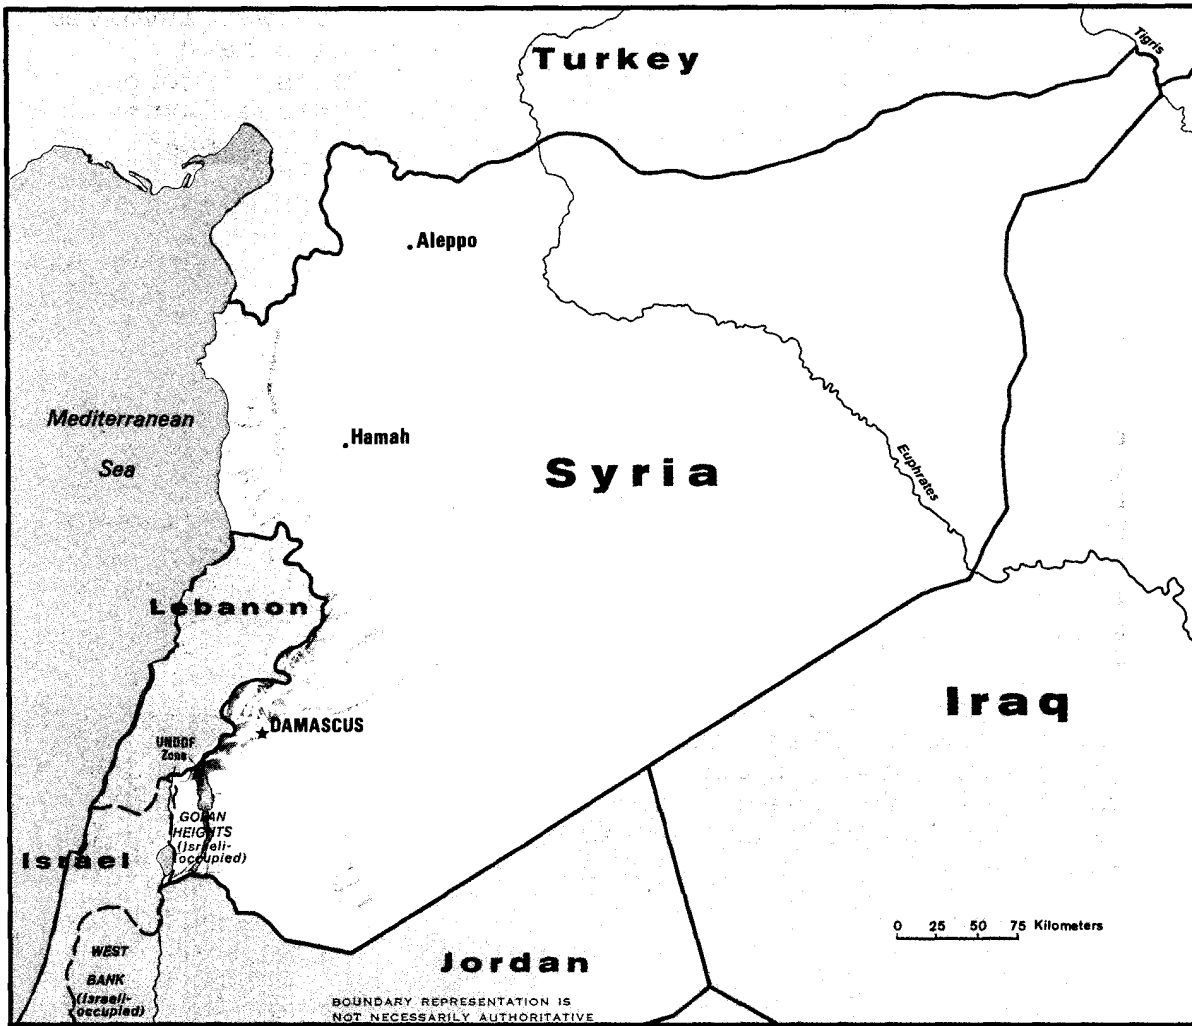 Turkey
Tigris
Aleppo
Mediterranean
Sea
Hamah
Syria
Euphrates
Lebanon
Iraq
DAMASCUS
UNDOF
Zone
GOLAN
HEIGHTS
(Israeli-
occupied)
Israel
0 25 50 75 Kilometers
WEST
BANK
(Israeli-
occupied)
Jordan
BOUNDARY REPRESENTATION IS
NOT NECESSARILY AUTHORITATIVE